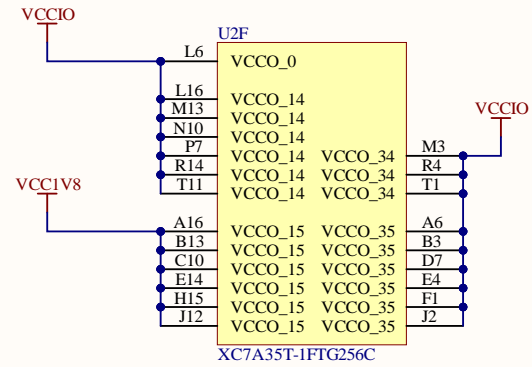 VCCIO
U2F
L6 VCCO_0
L16 VCCO_14
M13 VCCO_14
N10 VCCO_14
P7 VCCO_14 VCCO_34 M3
R14 VCCO_14 VCCO_34 R4
T11 VCCO_14 VCCO_34 T1
VCCIO
VCC1V8
A16 VCCO_15 VCCO_35 A6
B13 VCCO_15 VCCO_35 B3
C10 VCCO_15 VCCO_35 D7
E14 VCCO_15 VCCO_35 E4
H15 VCCO_15 VCCO_35 F1
J12 VCCO_15 VCCO_35 J2
XC7A35T-1FTG256C